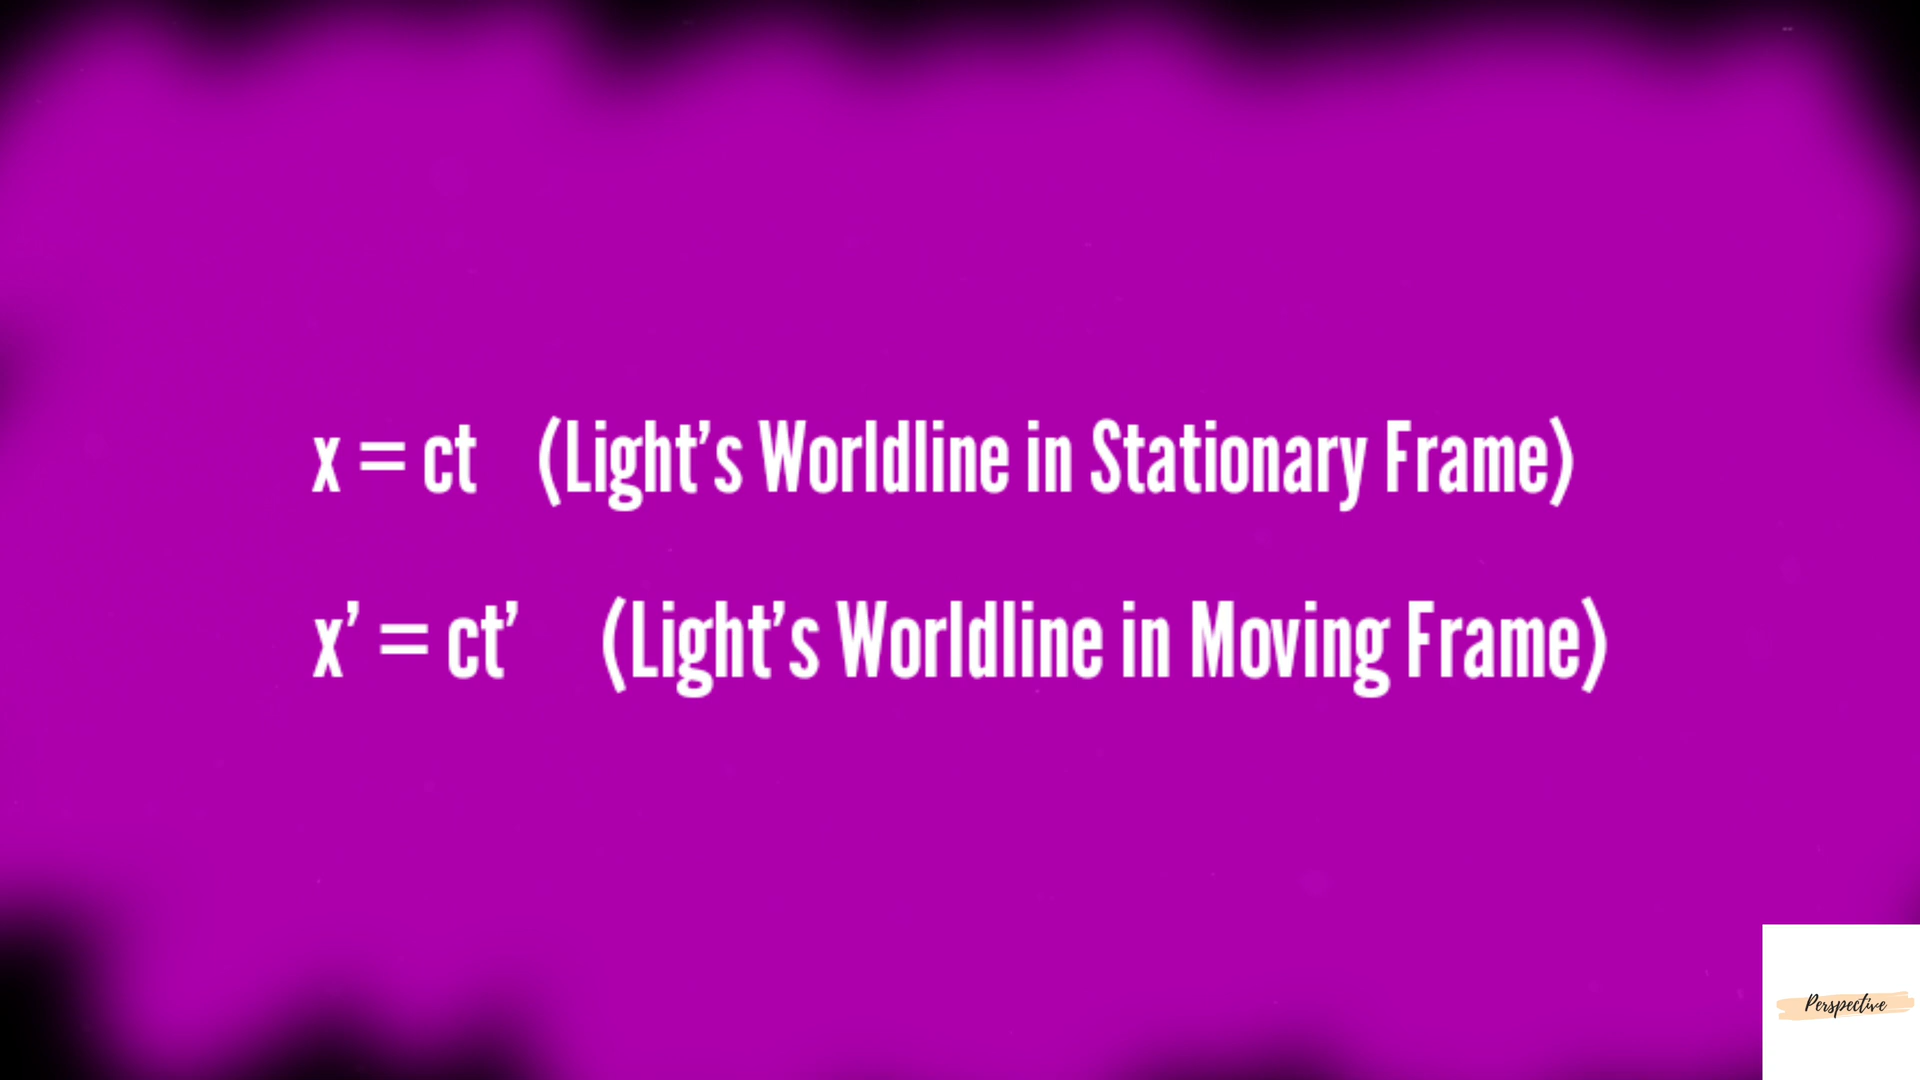 x = ct (Light’s Worldline in Stationary Frame)
x’ = ct’ (Light’s Worldline in Moving Frame)
Perspective